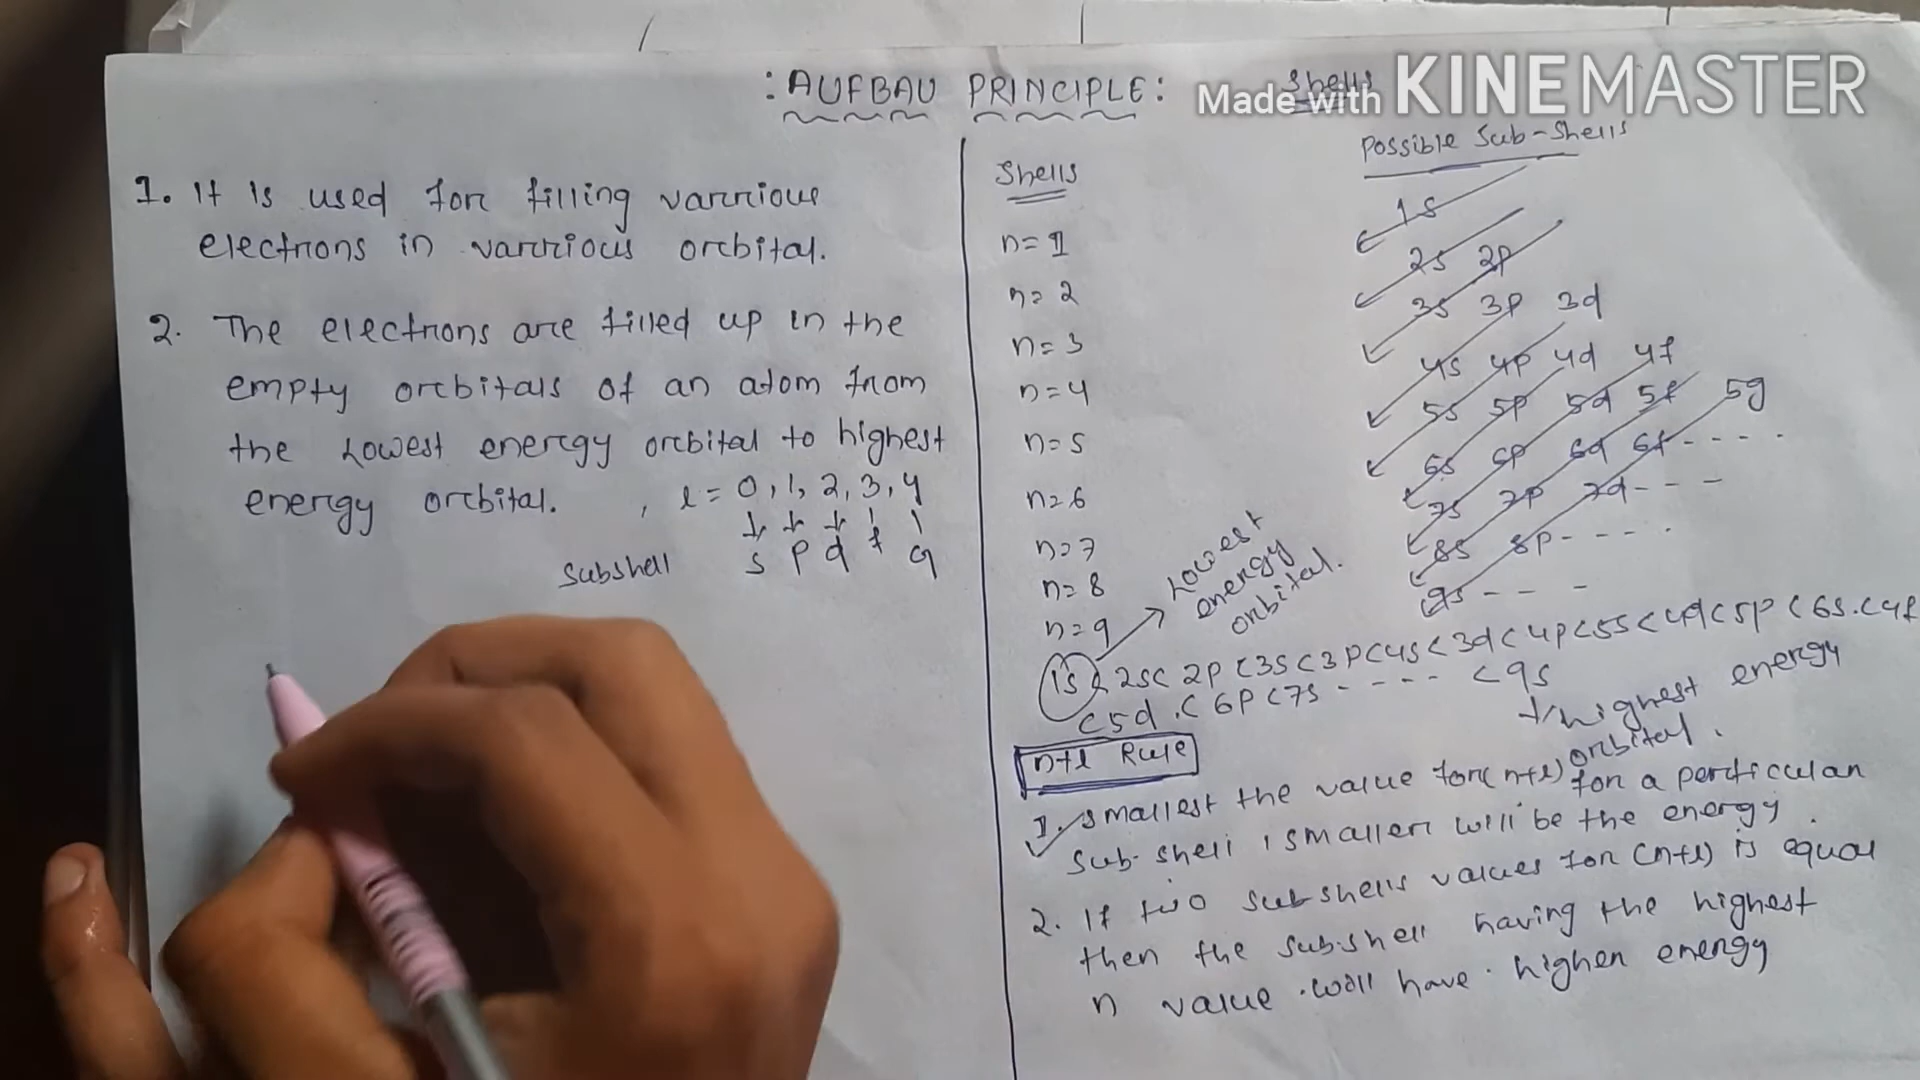 : AUFBAU PRINCIPLE :
Made with KINEMASTER
Shells
1. It is used for filling varrious
electrons in varrious orbital.
2. The electrons are filled up in the
empty orbitals of an atom from
the Lowest energy orbital to highest
energy orbital. , l = 0, 1, 2, 3, 4
Subshell s p d f g
Shells
n = 1
n = 2
n = 3
n = 4
n = 5
n = 6
n = 7
n = 8
n = 9
Possible Sub-Shells
1s
2s 2p
3s 3p 3d
4s 4p 4d 4f
5s 5p 5d 5f 5g
6s 6p 6d 6f - - - -
7s 7p 7d - - -
8s 8p - - - -
9s - - -
Lowest
energy
orbital.
1s < 2s < 2p < 3s < 3p < 4s < 3d < 4p < 5s < 4d < 5p < 6s. < 4f
< 5d . < 6p < 7s - - - - < 9s
highest energy
orbital.
n+l Rule
1. smallest the value for (n+l) for a perticular
sub-shell, smaller will be the energy.
2. If two subshells values for (n+l) is equal
then the subshell having the highest
n value will have higher energy